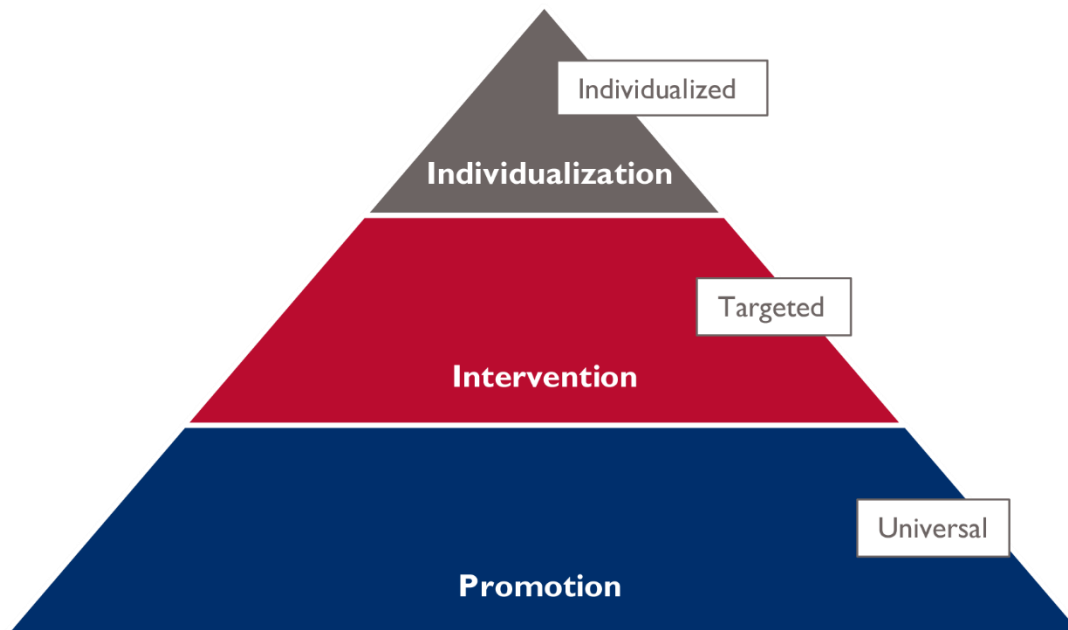 Individualized
Individualization
Targeted
Intervention
Universal
Promotion